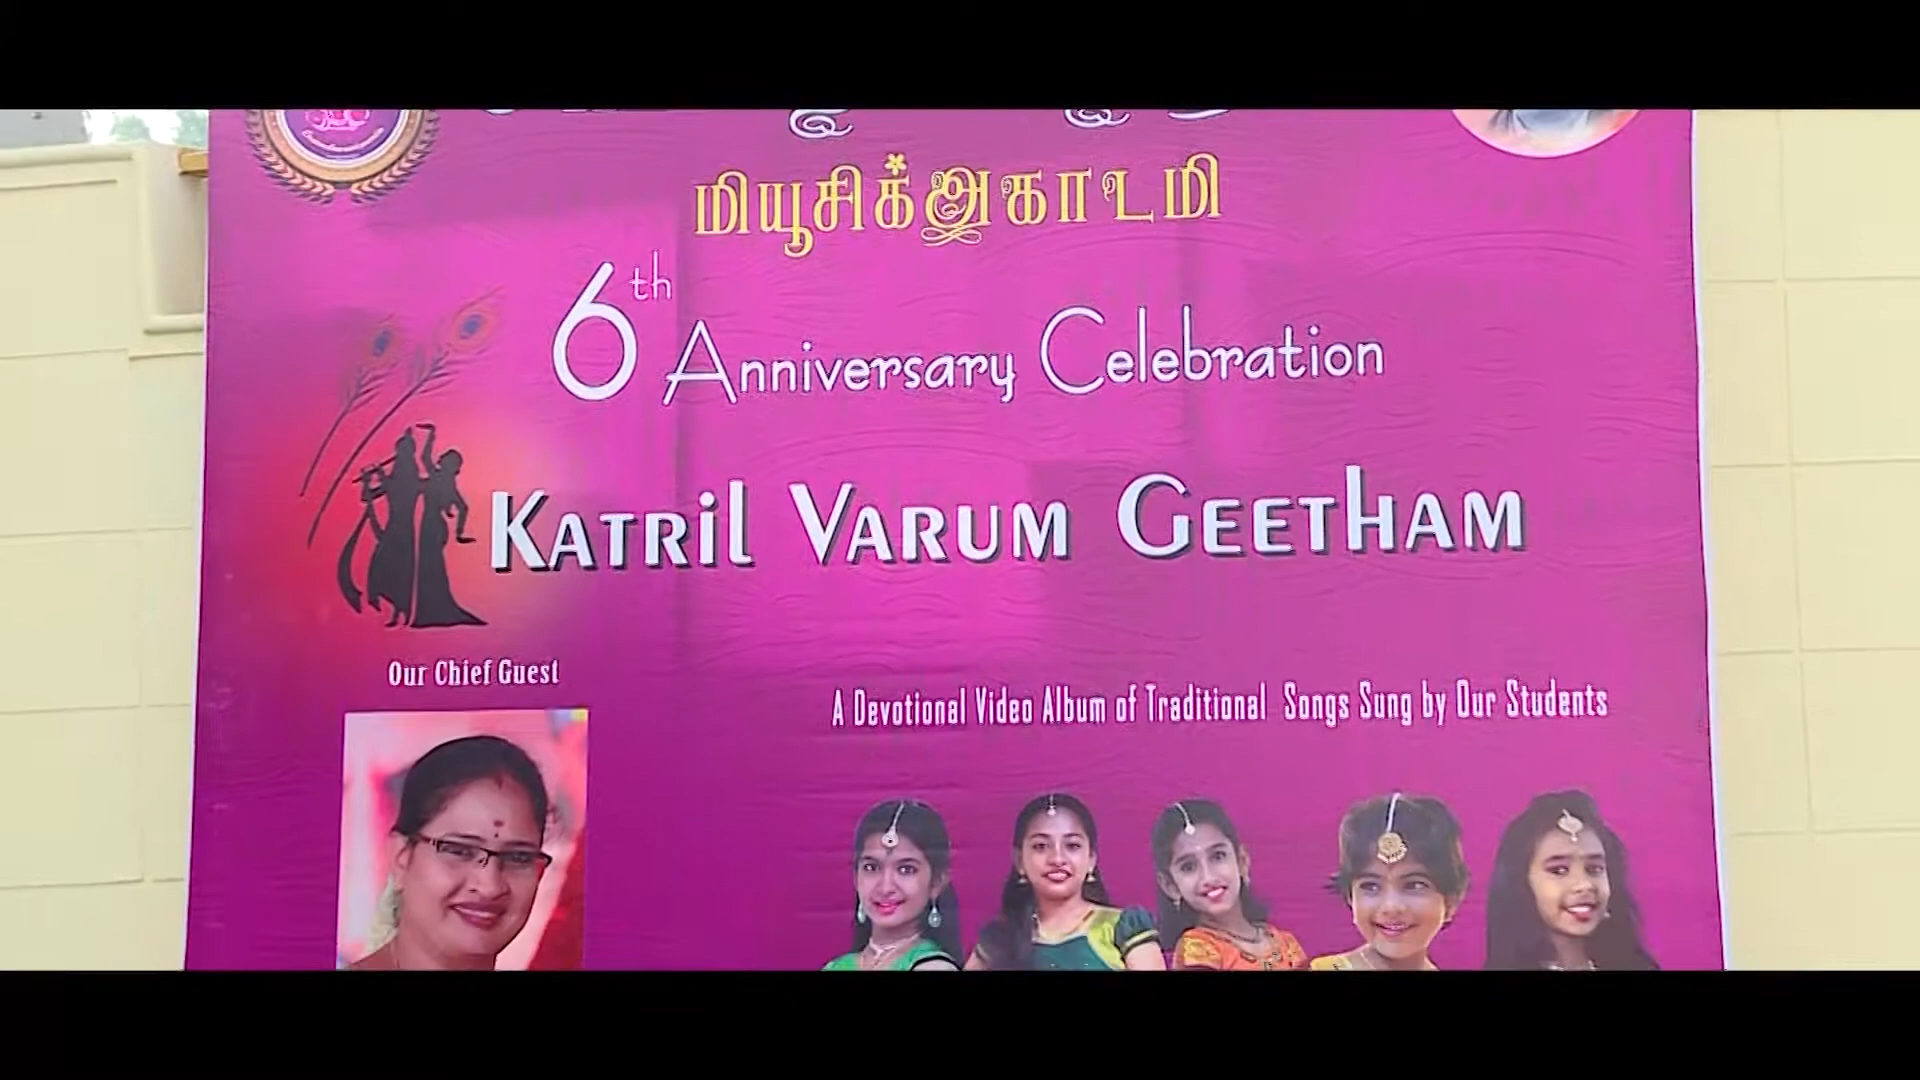 மியூசிக்அகாடமி
6th Anniversary Celebration
KATRIL VARUM GEETHAM
Our Chief Guest
A Devotional Video Album of Traditional Songs Sung by Our Students